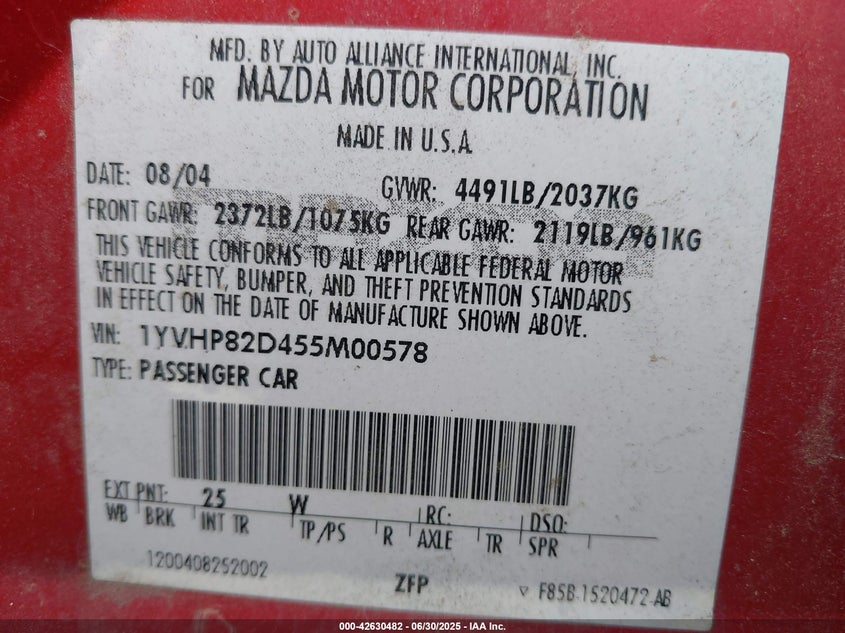 MFD. BY AUTO ALLIANCE INTERNATIONAL, INC.
FOR MAZDA MOTOR CORPORATION
MADE IN U.S.A.
DATE: 08/04 GVWR: 4491LB/2037KG
FRONT GAWR: 2372LB/1075KG REAR GAWR: 2119LB/961KG
THIS VEHICLE CONFORMS TO ALL APPLICABLE FEDERAL MOTOR
VEHICLE SAFETY, BUMPER, AND THEFT PREVENTION STANDARDS
IN EFFECT ON THE DATE OF MANUFACTURE SHOWN ABOVE.
VIN: 1YVHP82D455M00578
TYPE: PASSENGER CAR
EXT PNT: 25 W RC: DSO:
WB BRK INT TR TP/PS R AXLE TR SPR
1200408252002 ZFP F85B-1520472-AB
000-42630482 - 06/30/2025 - IAA Inc.